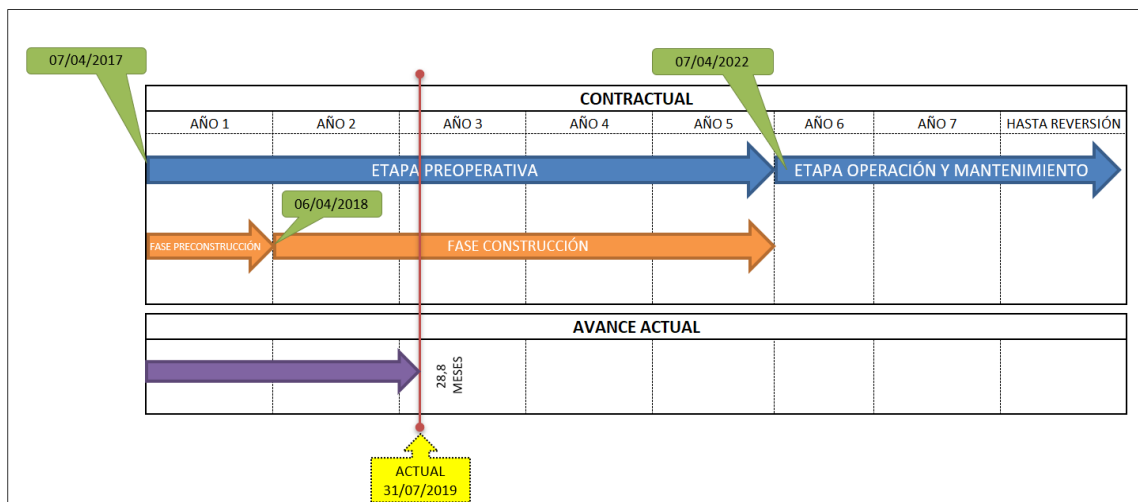 07/04/2017
07/04/2022
CONTRACTUAL
AÑO 1
AÑO 2
AÑO 3
AÑO 4
AÑO 5
AÑO 6
AÑO 7
HASTA REVERSIÓN
ETAPA PREOPERATIVA
ETAPA OPERACIÓN Y MANTENIMIENTO
06/04/2018
FASE PRECONSTRUCCIÓN
FASE CONSTRUCCIÓN
AVANCE ACTUAL
28,8
MESES
ACTUAL
31/07/2019